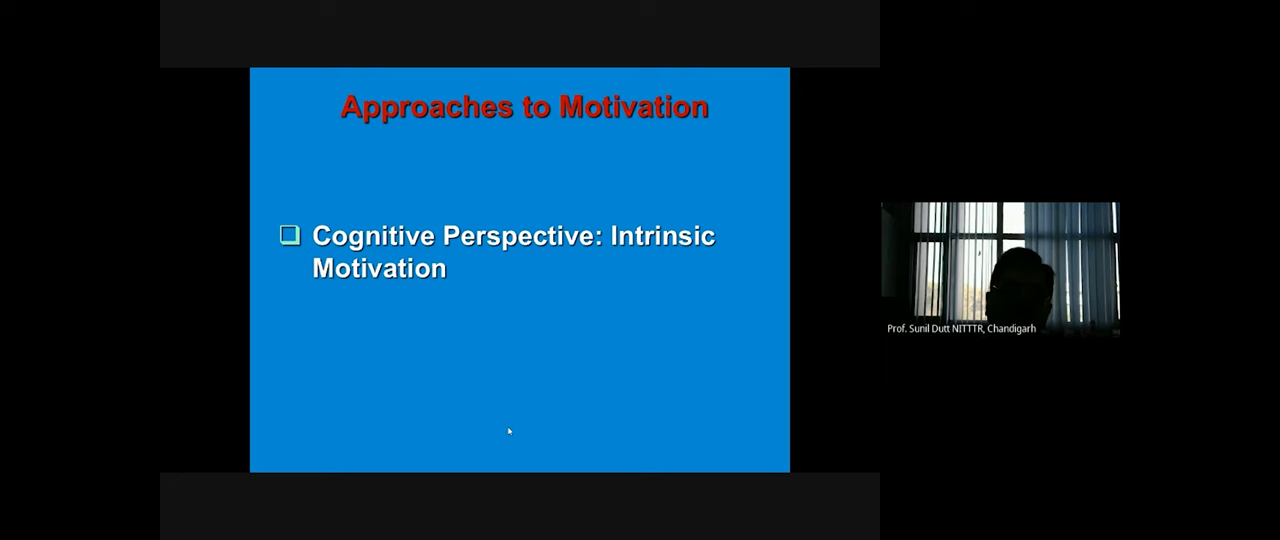 Approaches to Motivation
Cognitive Perspective: Intrinsic
Motivation
Prof. Sunil Dutt NITTTR, Chandigarh